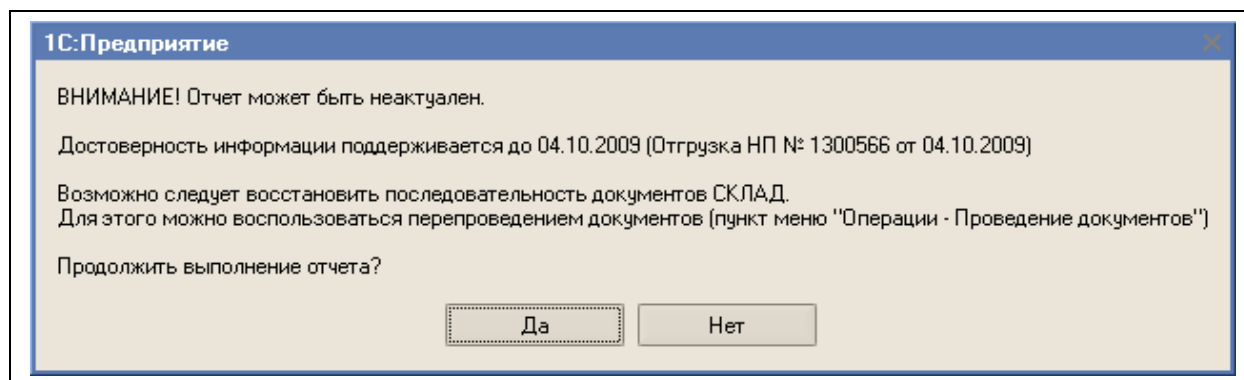 1С:Предприятие
ВНИМАНИЕ! Отчет может быть неактуален.
Достоверность информации поддерживается до 04.10.2009 (Отгрузка НП № 1300566 от 04.10.2009)
Возможно следует восстановить последовательность документов СКЛАД.
Для этого можно воспользоваться перепроведением документов (пункт меню "Операции - Проведение документов")
Продолжить выполнение отчета?
Да
Нет